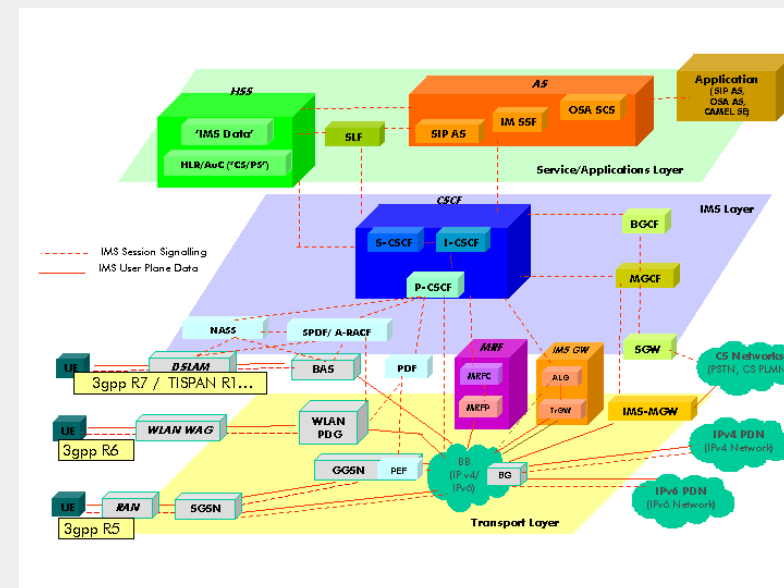 HSS
AS
Application
(SIP AS,
OSA AS,
CAMEL SE)
'IMS Data'
SLF
SIP AS
IM SSF
OSA SCS
HLR/AuC ('CS/PS')
Service/Applications Layer
CSCF
IMS Layer
S-CSCF
I-CSCF
BGCF
IMS Session Signalling
IMS User Plane Data
P-CSCF
MGCF
NASS
SPDF/ A-RACF
MRF
IMS GW
SGW
CS Networks
(PSTN, CS PLMN
UE
DSLAM
BAS
PDF
MRFC
ALG
3gpp R7 / TISPAN R1...
MRFP
TrGW
IMS-MGW
UE
WLAN WAG
WLAN
PDG
3gpp R6
IPv4 PDN
(IPv4 Network)
GGSN
PEF
BB
(IPv4/
IPv6)
BG
IPv6 PDN
(IPv6 Network)
UE
RAN
SGSN
3gpp R5
Transport Layer